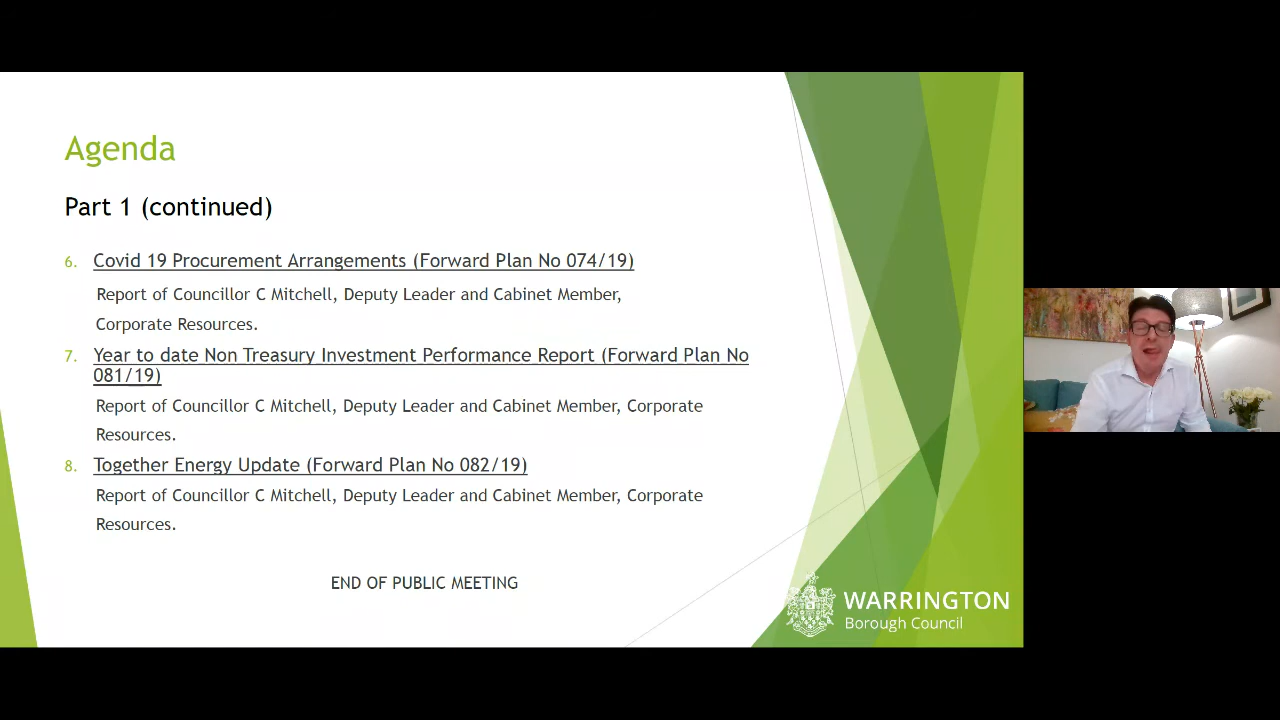 Agenda
Part 1 (continued)
6. Covid 19 Procurement Arrangements (Forward Plan No 074/19)
Report of Councillor C Mitchell, Deputy Leader and Cabinet Member,
Corporate Resources.
7. Year to date Non Treasury Investment Performance Report (Forward Plan No
081/19)
Report of Councillor C Mitchell, Deputy Leader and Cabinet Member, Corporate
Resources.
8. Together Energy Update (Forward Plan No 082/19)
Report of Councillor C Mitchell, Deputy Leader and Cabinet Member, Corporate
Resources.
END OF PUBLIC MEETING
WARRINGTON
Borough Council